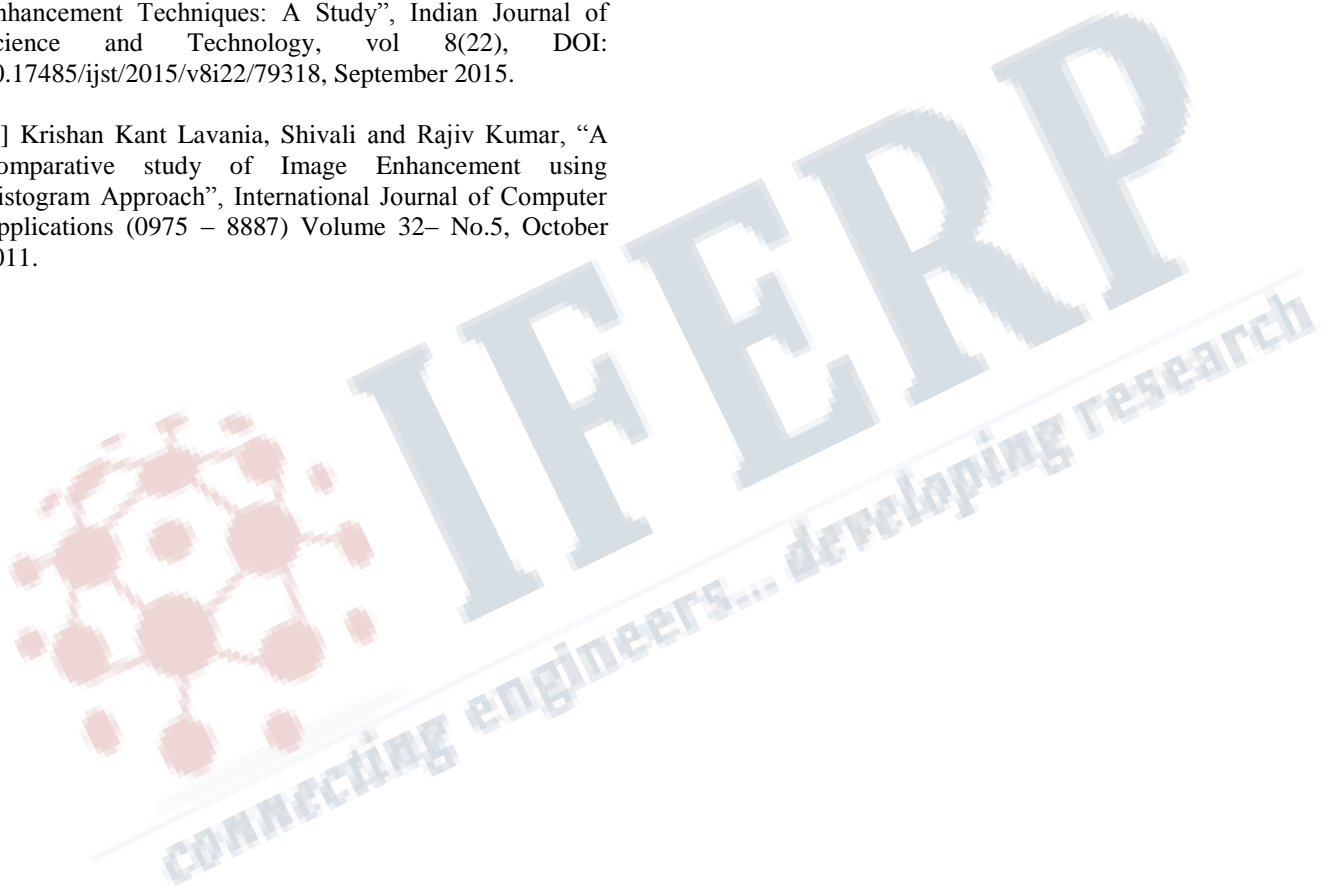 nhancement Techniques: A Study”, Indian Journal of
cience and Technology, vol 8(22), DOI:
0.17485/ijst/2015/v8i22/79318, September 2015.
] Krishan Kant Lavania, Shivali and Rajiv Kumar, “A
omparative study of Image Enhancement using
istogram Approach”, International Journal of Computer
pplications (0975 – 8887) Volume 32– No.5, October
011.
IFERP
connecting engineers... developing research